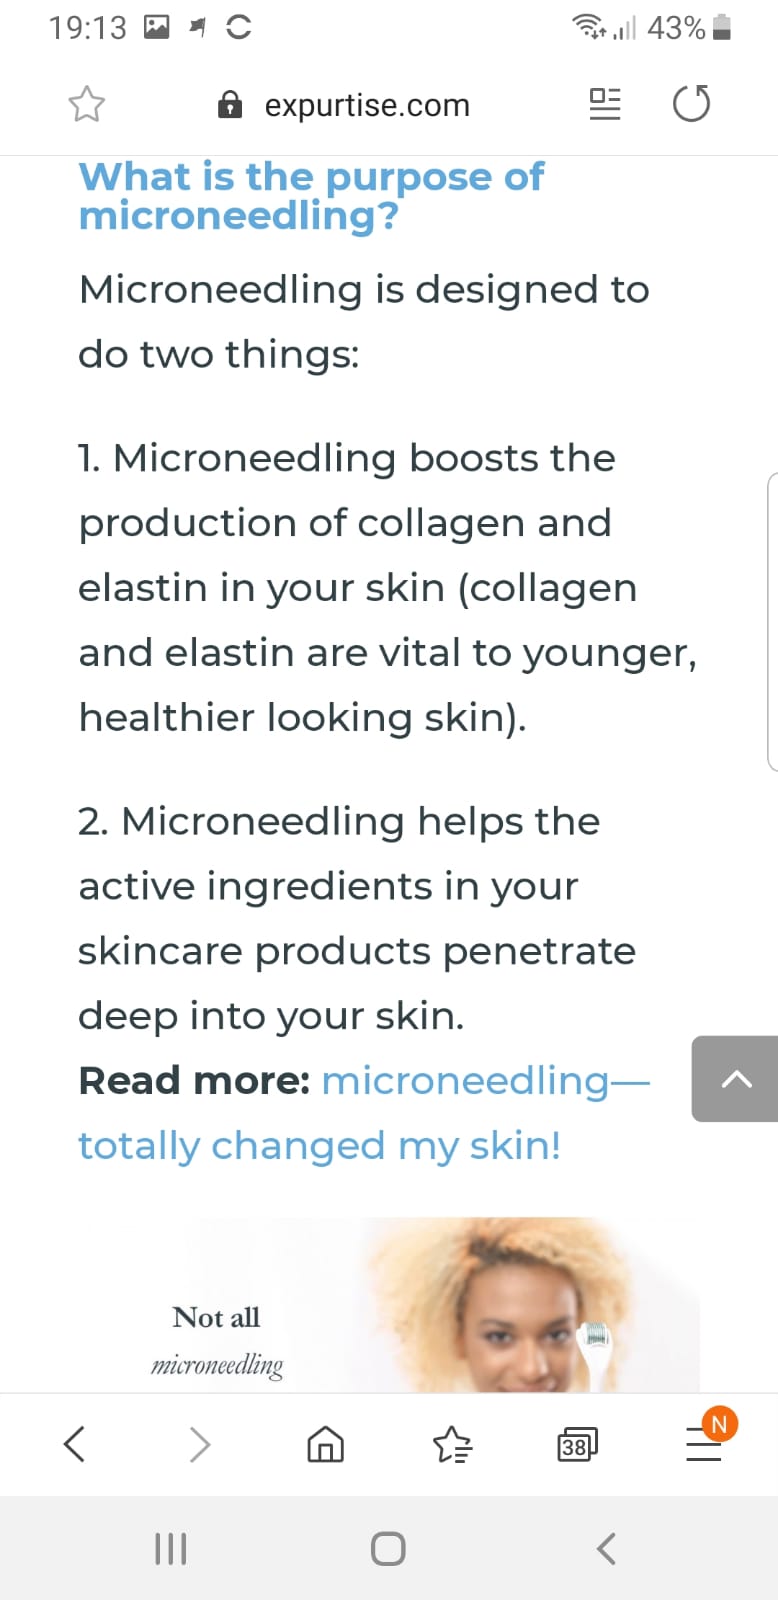 19:13
43%
expurtise.com
What is the purpose of
microneedling?
Microneedling is designed to
do two things:
1. Microneedling boosts the
production of collagen and
elastin in your skin (collagen
and elastin are vital to younger,
healthier looking skin).
2. Microneedling helps the
active ingredients in your
skincare products penetrate
deep into your skin.
Read more: microneedling—
totally changed my skin!
Not all
microneedling
38
N